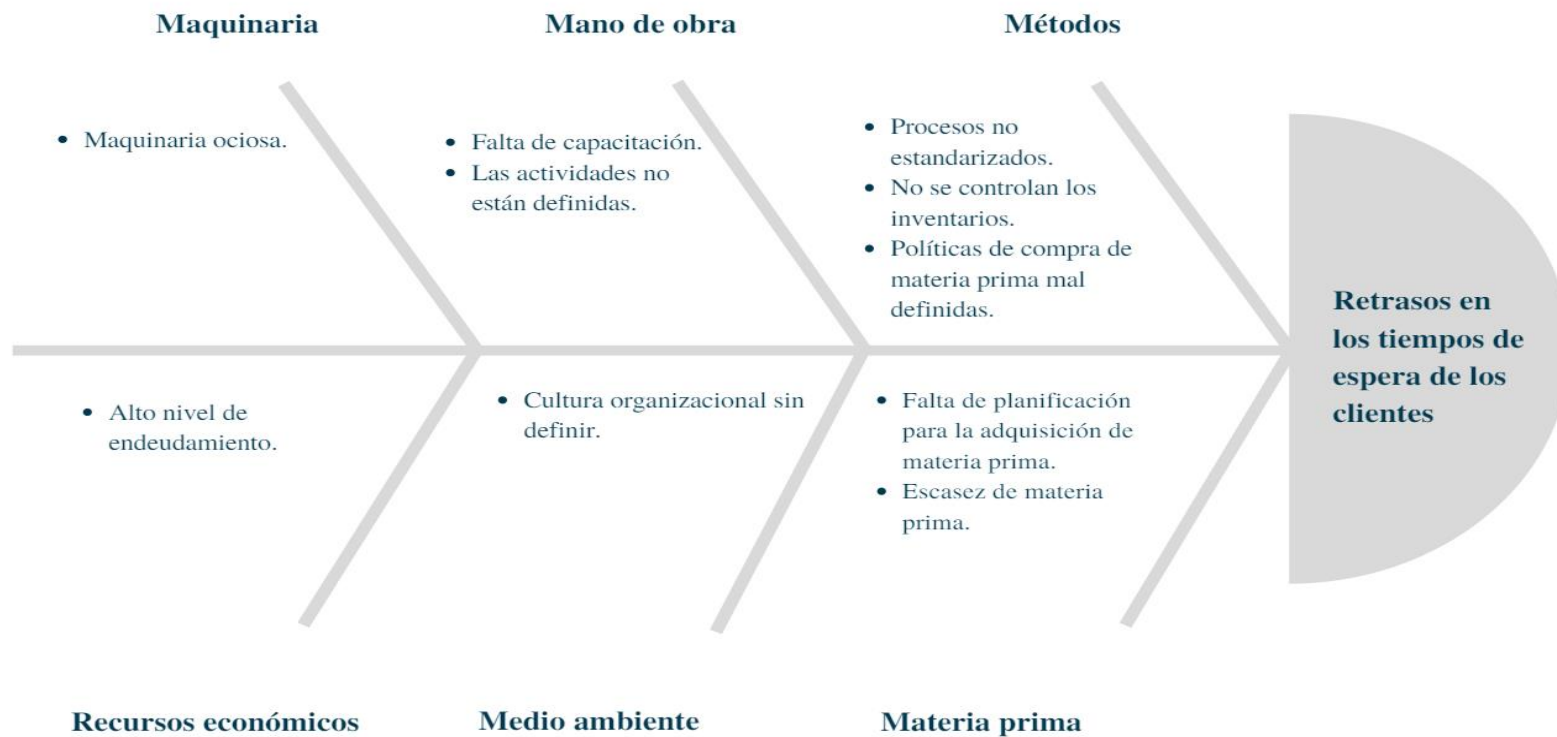 Maquinaria
Mano de obra
Métodos
• Maquinaria ociosa.
• Falta de capacitación.
• Las actividades no
están definidas.
• Procesos no
estandarizados.
• No se controlan los
inventarios.
• Políticas de compra de
materia prima mal
definidas.
Retrasos en
los tiempos de
espera de los
clientes
• Alto nivel de
endeudamiento.
• Cultura organizacional sin
definir.
• Falta de planificación
para la adquisición de
materia prima.
• Escasez de materia
prima.
Recursos económicos
Medio ambiente
Materia prima